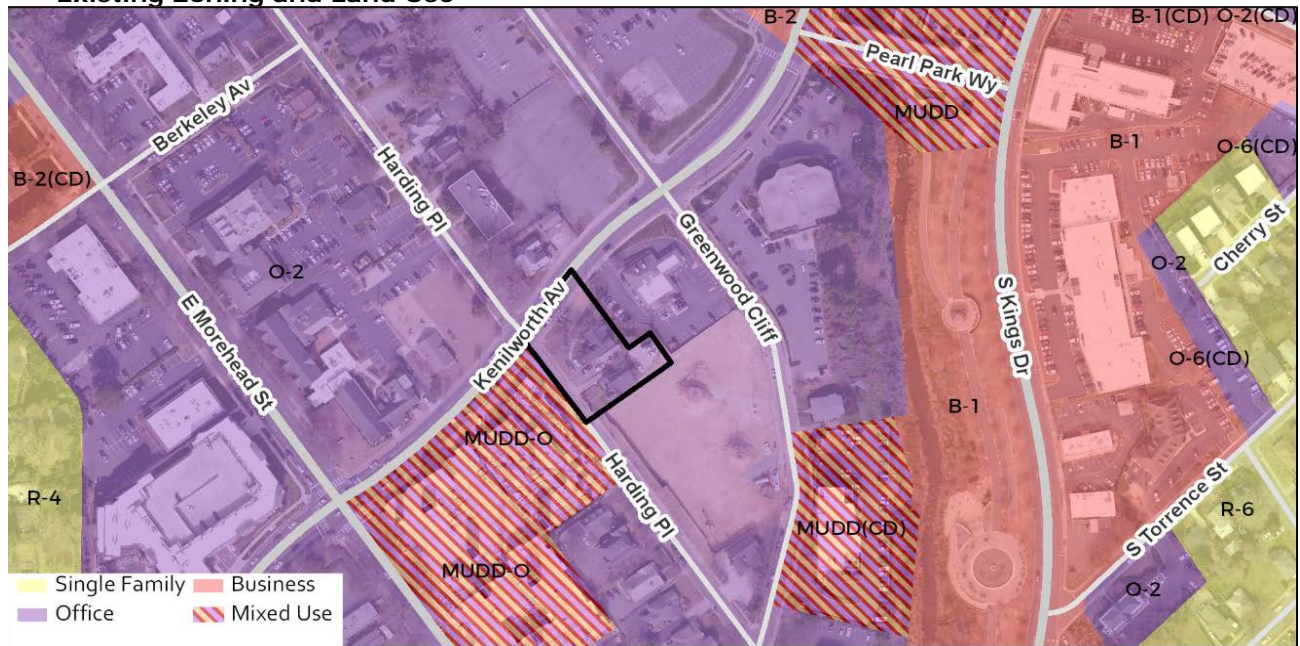 Existing Zoning and Land Use
B-2
B-1(CD) O-2(CD)
Pearl Park Wy
MUDD
Berkeley Av
B-1
O-6(CD)
B-2(CD)
Harding Pl
Cherry St
Greenwood Cliff
O-2
O-2
S Kings Dr
E Morehead St
Kenilworth Av
O-6(CD)
B-1
MUDD-O
Harding Pl
R-4
MUDD(CD)
S Torrence St
R-6
MUDD-O
O-2
Single Family
Business
Office
Mixed Use